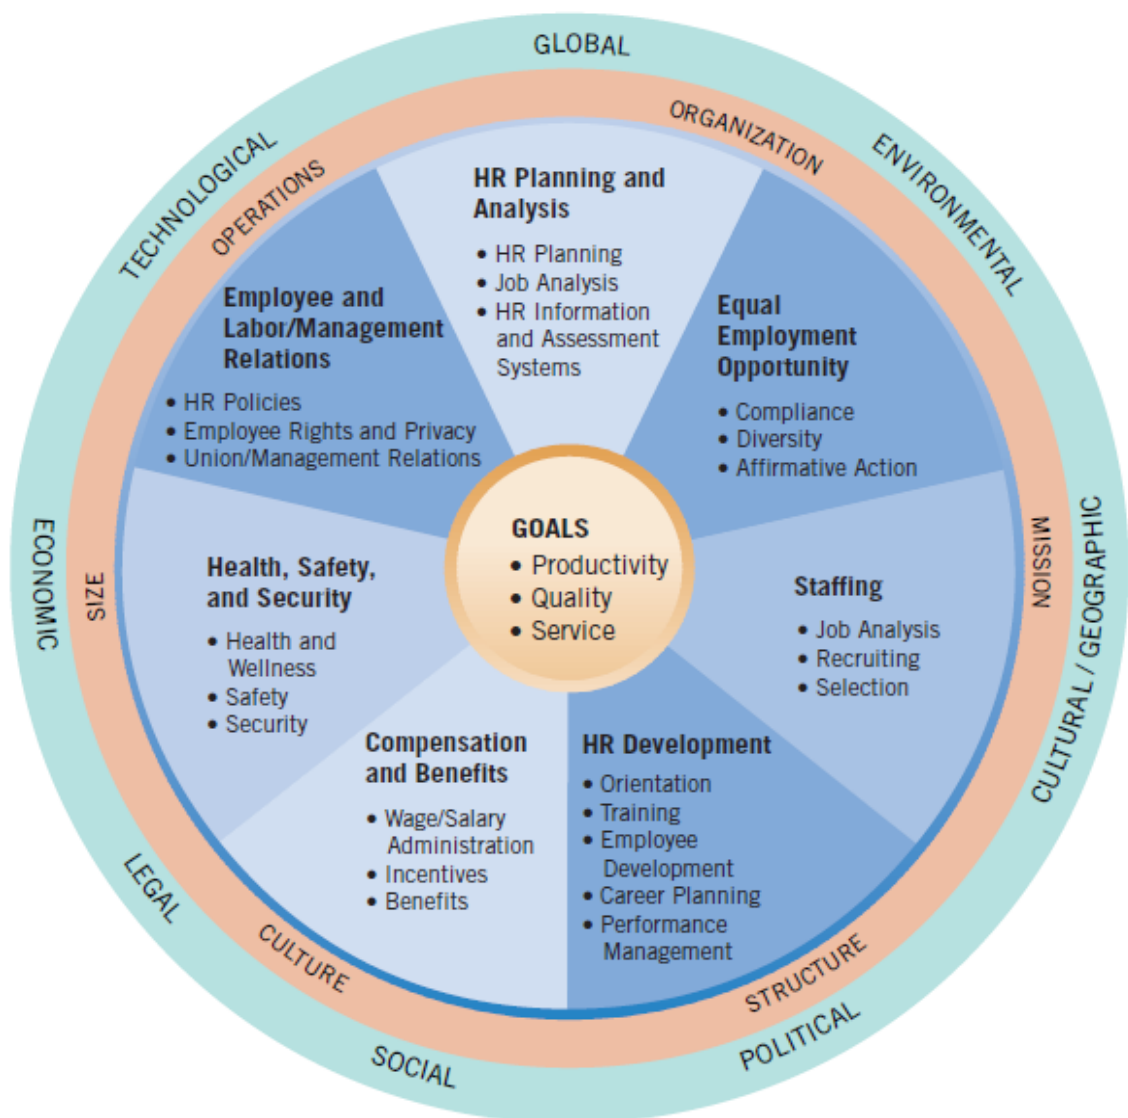 GLOBAL
ORGANIZATION
ENVIRONMENTAL
TECHNOLOGICAL
OPERATIONS
HR Planning and
Analysis
• HR Planning
• Job Analysis
• HR Information
and Assessment
Systems
Employee and
Labor/Management
Relations
• HR Policies
• Employee Rights and Privacy
• Union/Management Relations
Equal
Employment
Opportunity
• Compliance
• Diversity
• Affirmative Action
GOALS
• Productivity
• Quality
• Service
ECONOMIC
SIZE
Health, Safety,
and Security
• Health and
Wellness
• Safety
• Security
Staffing
• Job Analysis
• Recruiting
• Selection
MISSION
CULTURAL / GEOGRAPHIC
Compensation
and Benefits
• Wage/Salary
Administration
• Incentives
• Benefits
HR Development
• Orientation
• Training
• Employee
Development
• Career Planning
• Performance
Management
LEGAL
CULTURE
STRUCTURE
SOCIAL
POLITICAL